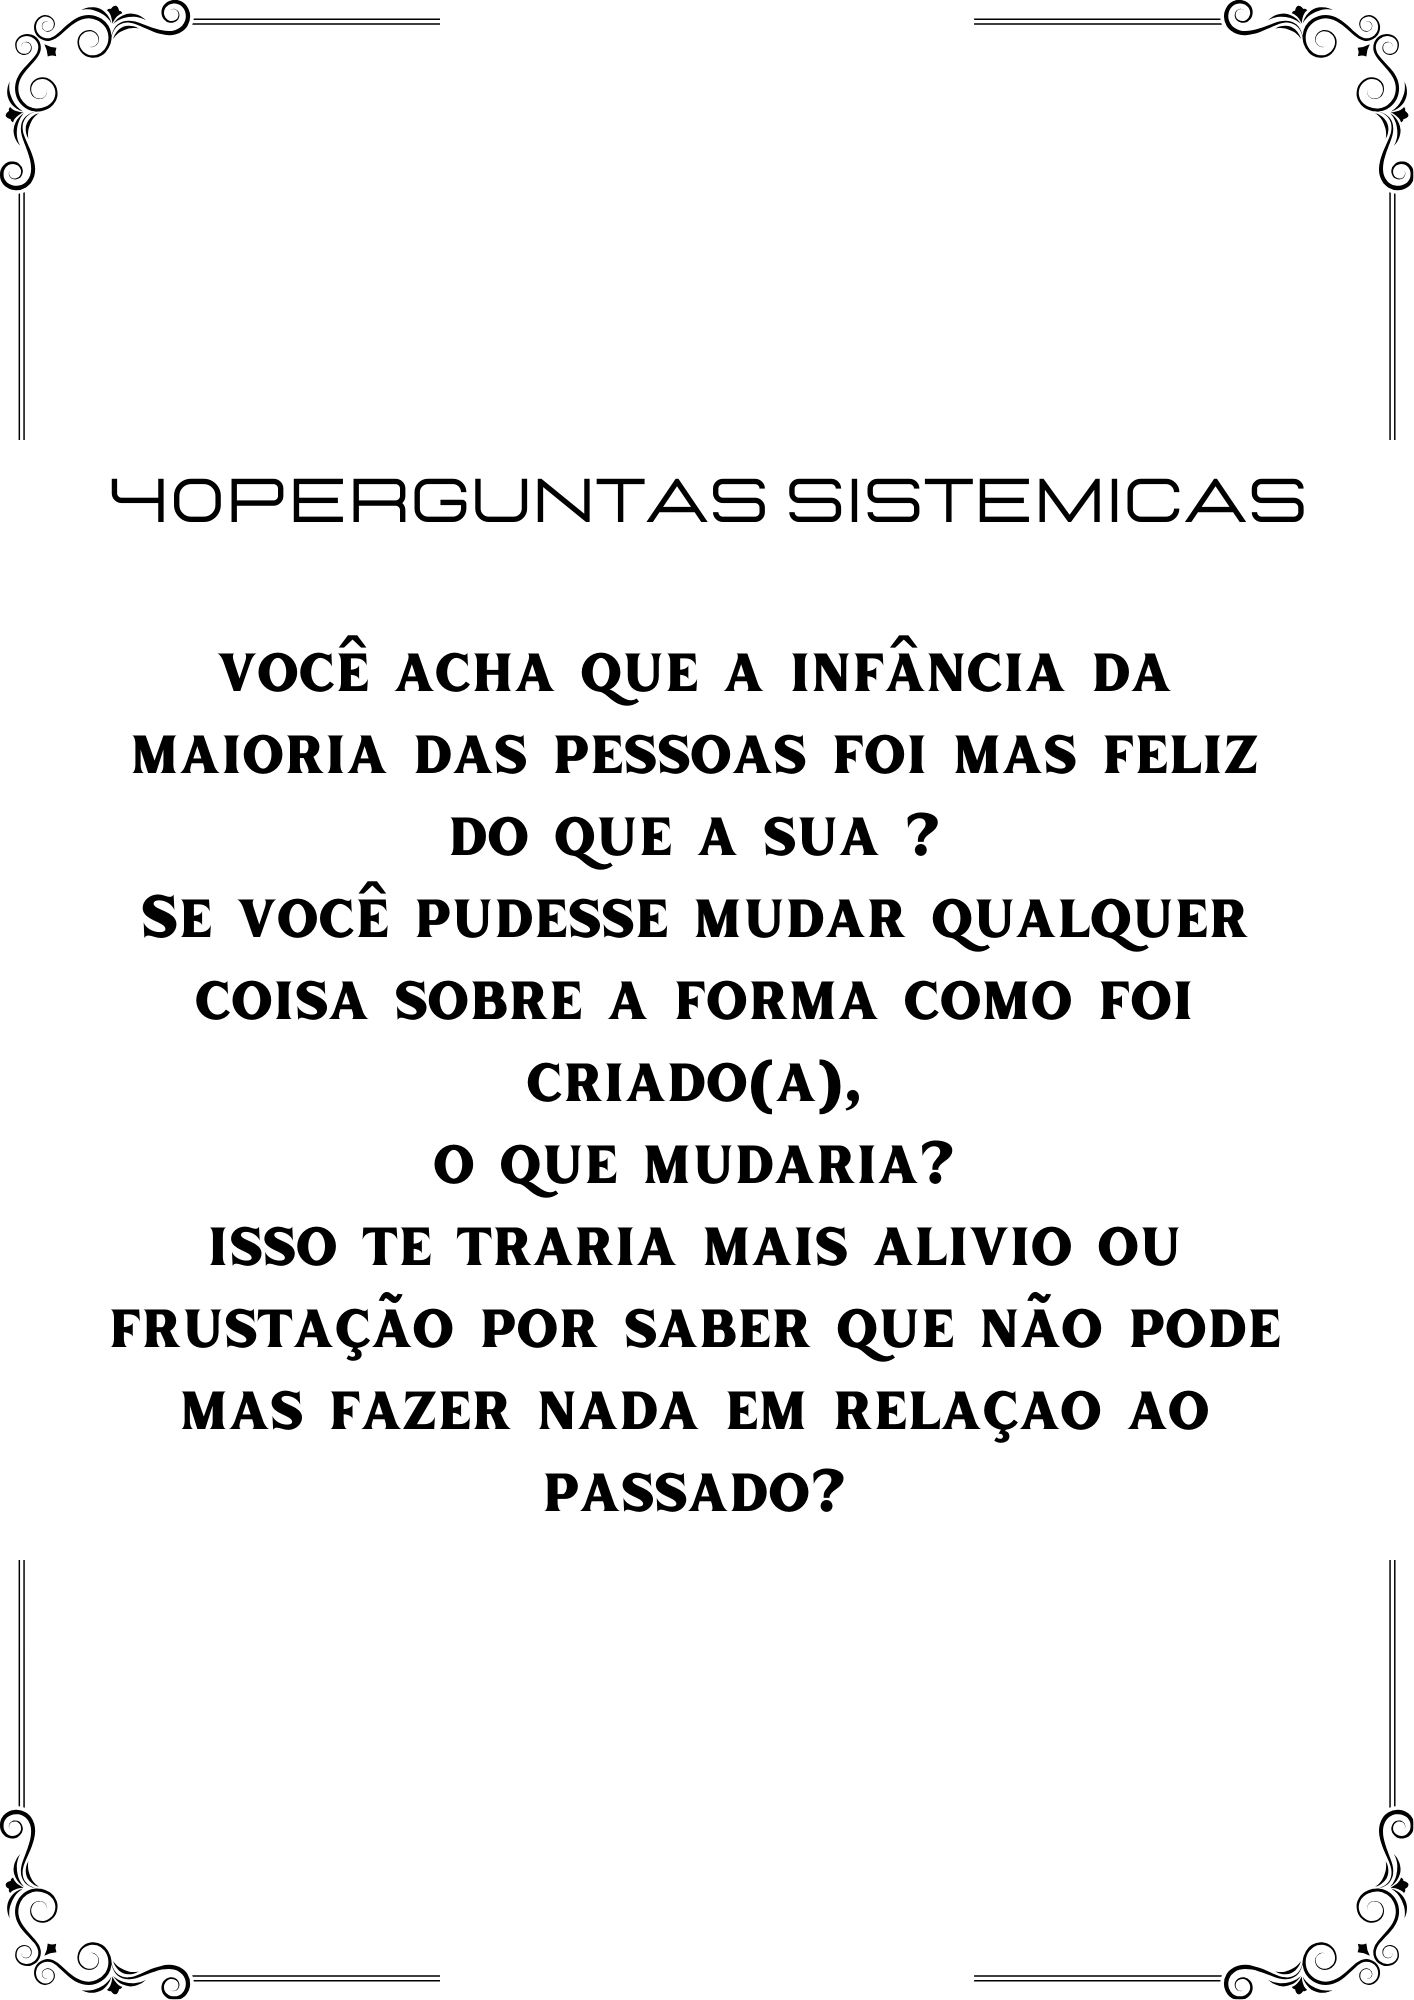 40PERGUNTAS SISTEMICAS
VOCÊ ACHA QUE A INFÂNCIA DA
MAIORIA DAS PESSOAS FOI MAS FELIZ
DO QUE A SUA ?
SE VOCÊ PUDESSE MUDAR QUALQUER
COISA SOBRE A FORMA COMO FOI
CRIADO(A),
O QUE MUDARIA?
ISSO TE TRARIA MAIS ALIVIO OU
FRUSTAÇÃO POR SABER QUE NÃO PODE
MAS FAZER NADA EM RELAÇAO AO
PASSADO?